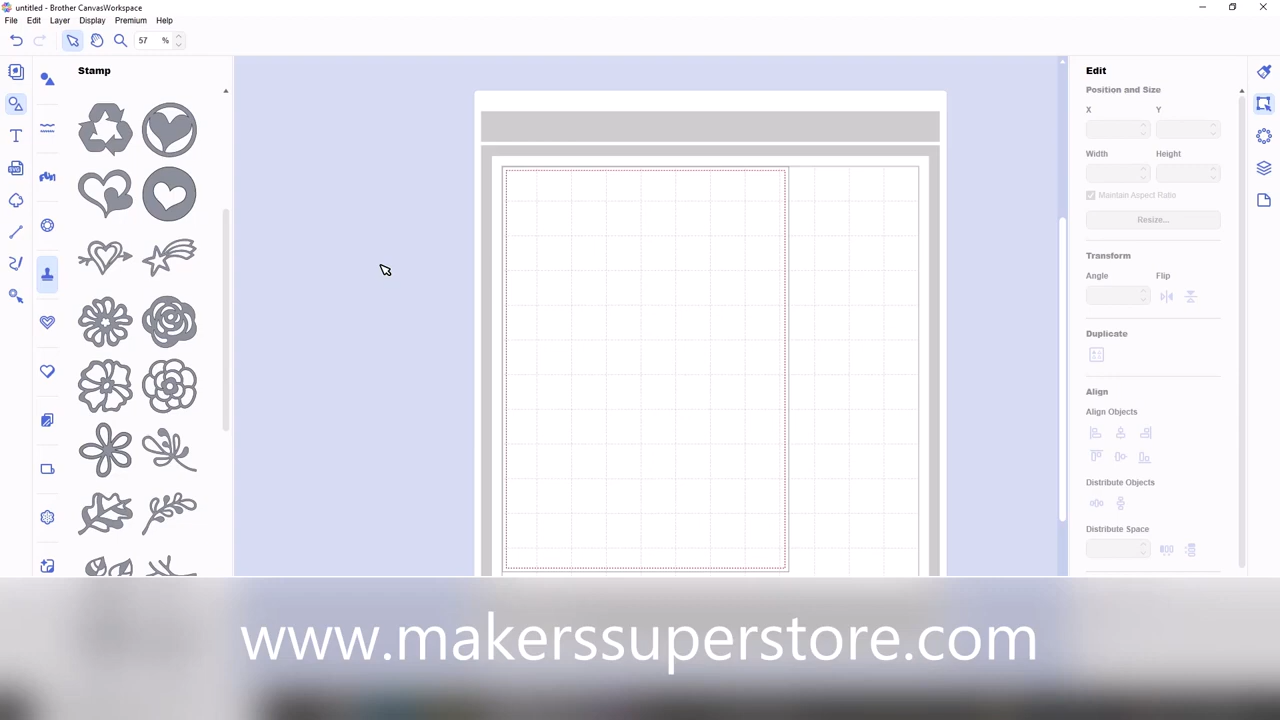 untitled - Brother CanvasWorkspace
File Edit Layer Display Premium Help
57 %
Stamp
Edit
Position and Size
X Y
Width Height
Maintain Aspect Ratio
Resize...
Transform
Angle Flip
Duplicate
Align
Align Objects
Distribute Objects
Distribute Space
www.makerssuperstore.com